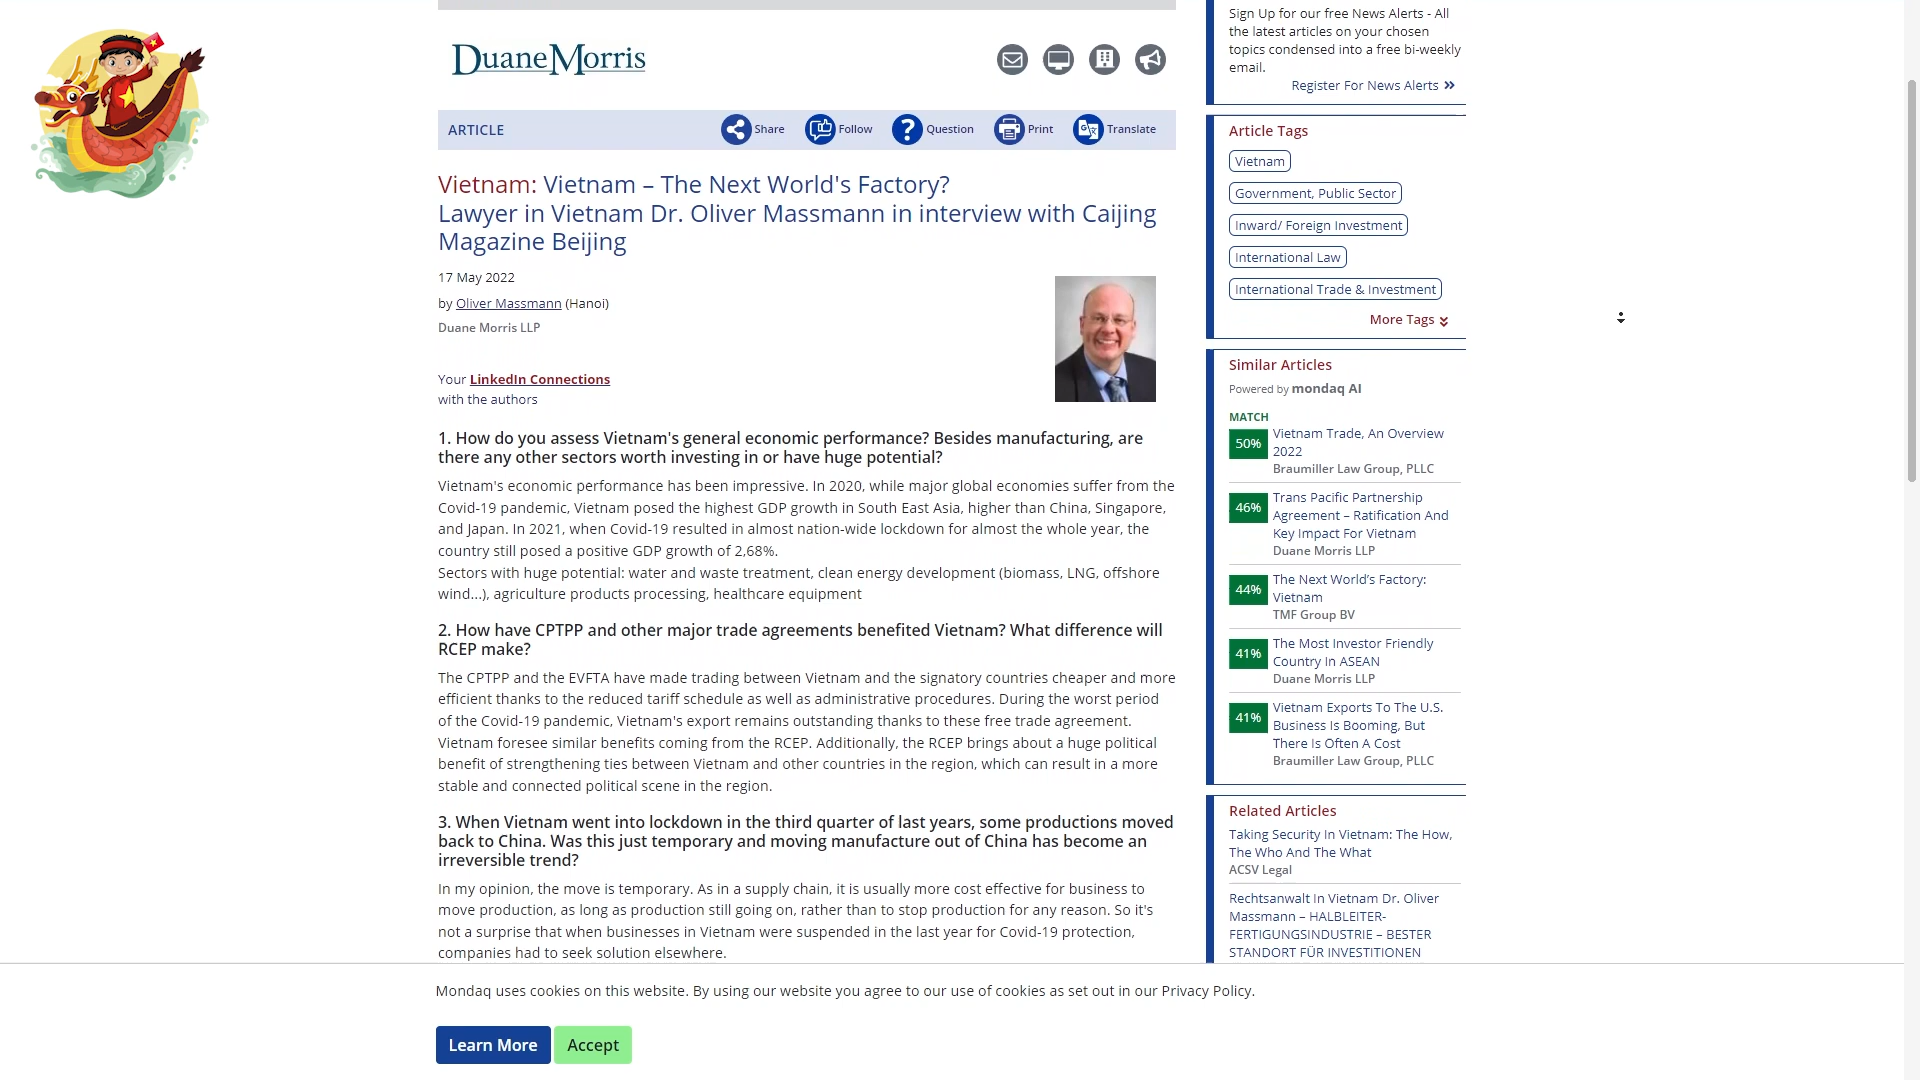 Sign Up for our free News Alerts - All
the latest articles on your chosen
topics condensed into a free bi-weekly
email.
Register For News Alerts
Duane Morris
ARTICLE
Share
Follow
Question
Print
Translate
Vietnam: Vietnam – The Next World's Factory?
Lawyer in Vietnam Dr. Oliver Massmann in interview with Caijing
Magazine Beijing
17 May 2022
by Oliver Massmann (Hanoi)
Duane Morris LLP
Your LinkedIn Connections
with the authors
1. How do you assess Vietnam's general economic performance? Besides manufacturing, are
there any other sectors worth investing in or have huge potential?
Vietnam's economic performance has been impressive. In 2020, while major global economies suffer from the
Covid-19 pandemic, Vietnam posed the highest GDP growth in South East Asia, higher than China, Singapore,
and Japan. In 2021, when Covid-19 resulted in almost nation-wide lockdown for almost the whole year, the
country still posed a positive GDP growth of 2,68%.
Sectors with huge potential: water and waste treatment, clean energy development (biomass, LNG, offshore
wind...), agriculture products processing, healthcare equipment
2. How have CPTPP and other major trade agreements benefited Vietnam? What difference will
RCEP make?
The CPTPP and the EVFTA have made trading between Vietnam and the signatory countries cheaper and more
efficient thanks to the reduced tariff schedule as well as administrative procedures. During the worst period
of the Covid-19 pandemic, Vietnam's export remains outstanding thanks to these free trade agreement.
Vietnam foresee similar benefits coming from the RCEP. Additionally, the RCEP brings about a huge political
benefit of strengthening ties between Vietnam and other countries in the region, which can result in a more
stable and connected political scene in the region.
3. When Vietnam went into lockdown in the third quarter of last years, some productions moved
back to China. Was this just temporary and moving manufacture out of China has become an
irreversible trend?
In my opinion, the move is temporary. As in a supply chain, it is usually more cost effective for business to
move production, as long as production still going on, rather than to stop production for any reason. So it's
not a surprise that when businesses in Vietnam were suspended in the last year for Covid-19 protection,
companies had to seek solution elsewhere.
Article Tags
Vietnam
Government, Public Sector
Inward/ Foreign Investment
International Law
International Trade & Investment
More Tags
Similar Articles
Powered by mondaq AI
MATCH
50%
Vietnam Trade, An Overview
2022
Braumiller Law Group, PLLC
46%
Trans Pacific Partnership
Agreement – Ratification And
Key Impact For Vietnam
Duane Morris LLP
44%
The Next World's Factory:
Vietnam
TMF Group BV
41%
The Most Investor Friendly
Country In ASEAN
Duane Morris LLP
41%
Vietnam Exports To The U.S.
Business Is Booming, But
There Is Often A Cost
Braumiller Law Group, PLLC
Related Articles
Taking Security In Vietnam: The How,
The Who And The What
ACSV Legal
Rechtsanwalt In Vietnam Dr. Oliver
Massmann – HALBLEITER-
FERTIGUNGSINDUSTRIE – BESTER
STANDORT FÜR INVESTITIONEN
Mondaq uses cookies on this website. By using our website you agree to our use of cookies as set out in our Privacy Policy.
Learn More
Accept